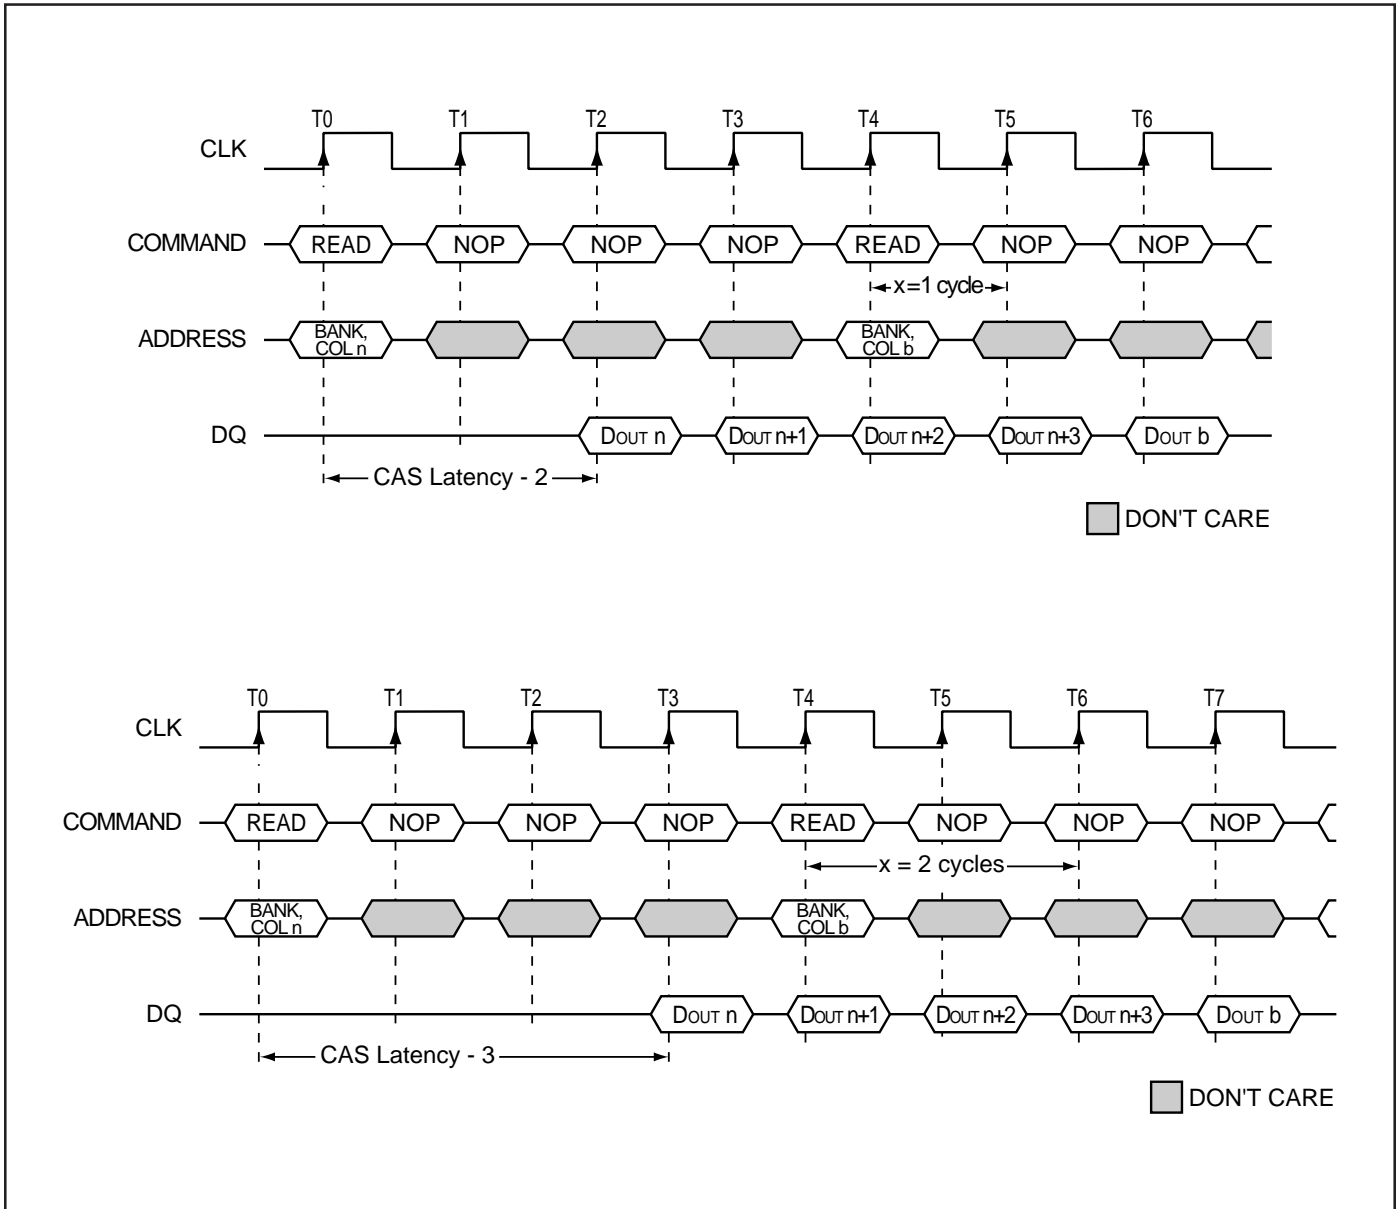 T0 T1 T2 T3 T4 T5 T6
CLK
COMMAND READ NOP NOP NOP READ NOP NOP
x=1 cycle
ADDRESS BANK, COL n BANK, COL b
DQ DOUT n DOUT n+1 DOUT n+2 DOUT n+3 DOUT b
CAS Latency - 2
DON'T CARE
T0 T1 T2 T3 T4 T5 T6 T7
CLK
COMMAND READ NOP NOP NOP READ NOP NOP NOP
x = 2 cycles
ADDRESS BANK, COL n BANK, COL b
DQ DOUT n DOUT n+1 DOUT n+2 DOUT n+3 DOUT b
CAS Latency - 3
DON'T CARE